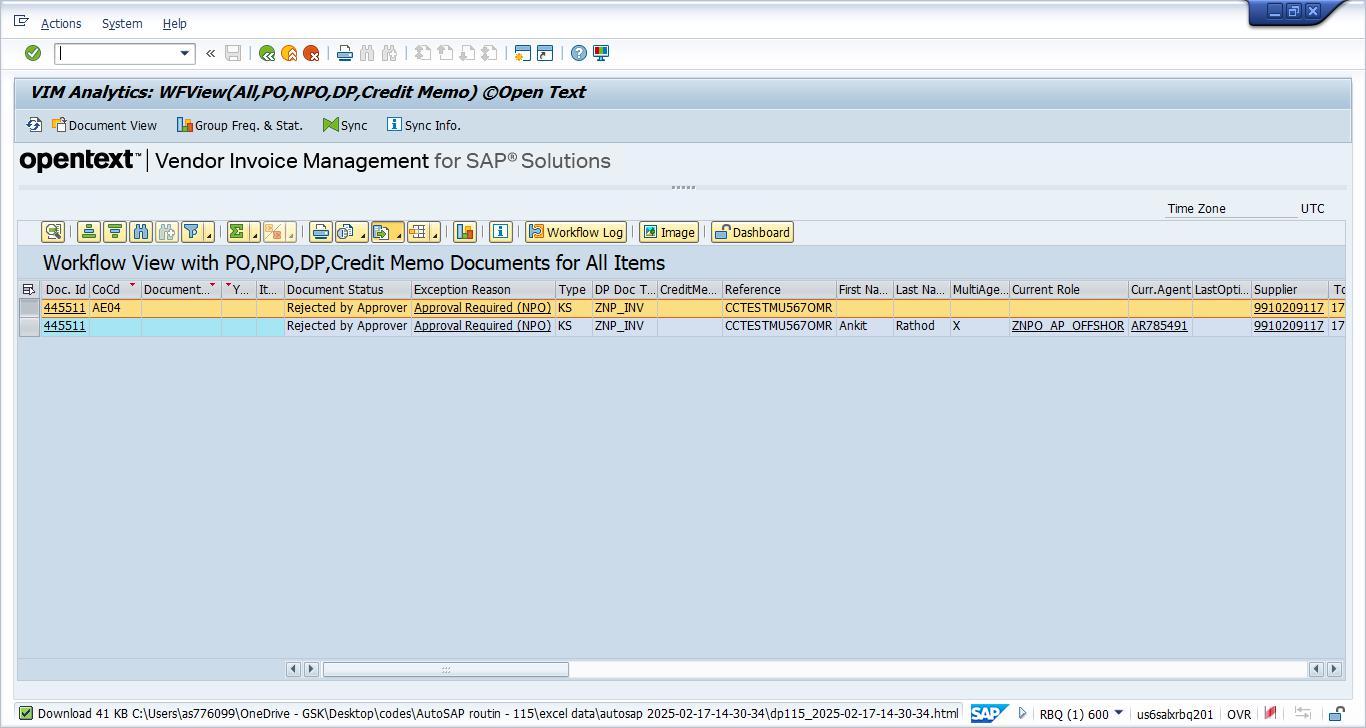 Actions System Help
VIM Analytics: WFView(All,PO,NPO,DP,Credit Memo) ©Open Text
Document View Group Freq. & Stat. Sync Sync Info.
opentext™ | Vendor Invoice Management for SAP® Solutions
Time Zone UTC
Workflow Log Image Dashboard
Workflow View with PO,NPO,DP,Credit Memo Documents for All Items
Doc. Id CoCd Document... Y... It... Document Status Exception Reason Type DP Doc T... CreditMe... Reference First Na... Last Na... MultiAge... Current Role Curr.Agent LastOpti... Supplier To
445511 AE04 Rejected by Approver Approval Required (NPO) KS ZNP_INV CCTESTMU567OMR 9910209117 17
445511 Rejected by Approver Approval Required (NPO) KS ZNP_INV CCTESTMU567OMR Ankit Rathod X ZNPO_AP_OFFSHOR AR785491 9910209117 17
Download 41 KB C:\Users\as776099\OneDrive - GSK\Desktop\codes\AutoSAP routin - 115\excel data\autosap 2025-02-17-14-30-34\dp115_2025-02-17-14-30-34.html SAP RBQ (1) 600 us6salxrbq201 OVR